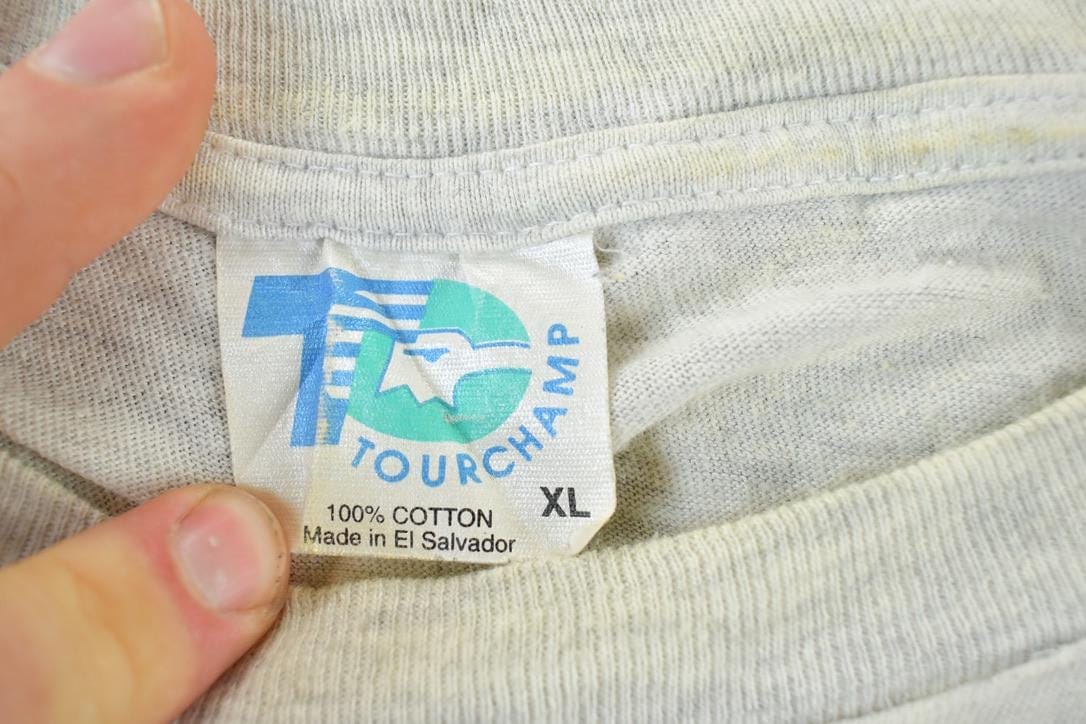 TOURCHAMP
XL
100% COTTON
Made in El Salvador